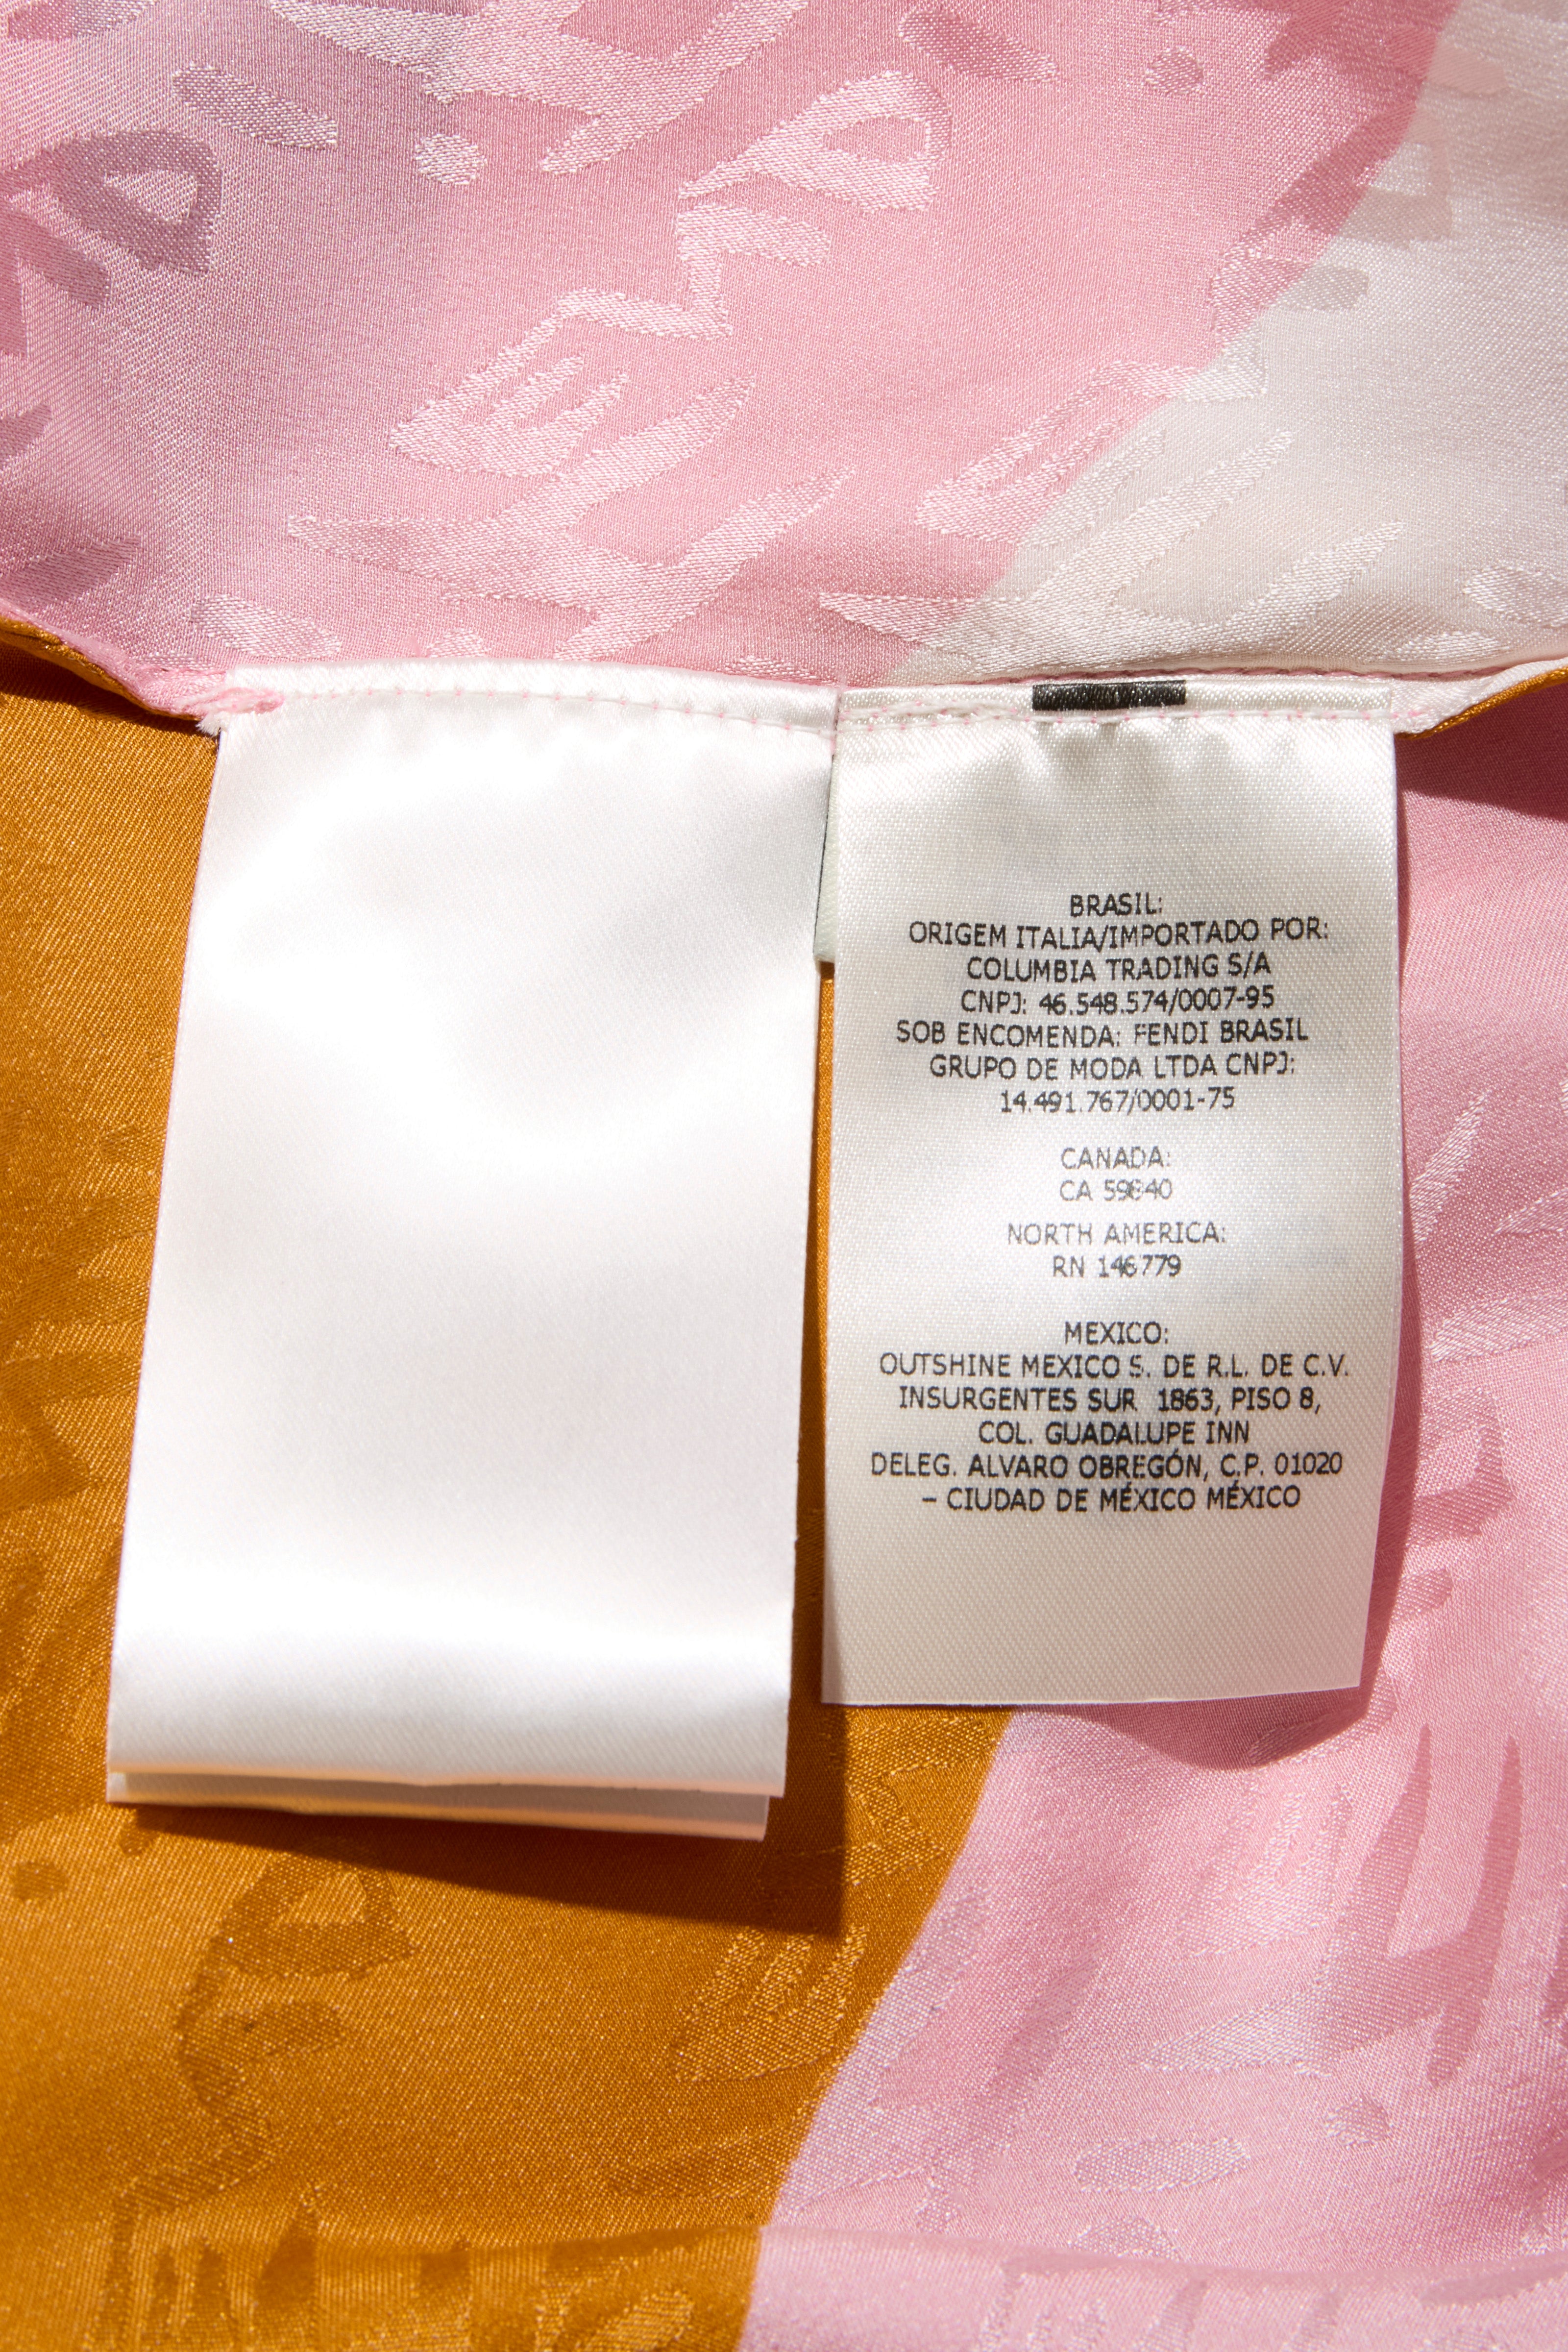 BRASIL:
ORIGEM ITALIA/IMPORTADO POR:
COLUMBIA TRADING S/A
CNPJ: 46.548.574/0007-95
SOB ENCOMENDA: FENDI BRASIL
GRUPO DE MODA LTDA CNPJ:
14.491.767/0001-75
CANADA:
CA 59840
NORTH AMERICA:
RN 146779
MEXICO:
OUTSHINE MEXICO S. DE R.L. DE C.V.
INSURGENTES SUR 1863, PISO 8,
COL. GUADALUPE INN
DELEG. ALVARO OBREGÓN, C.P. 01020
– CIUDAD DE MÉXICO MÉXICO